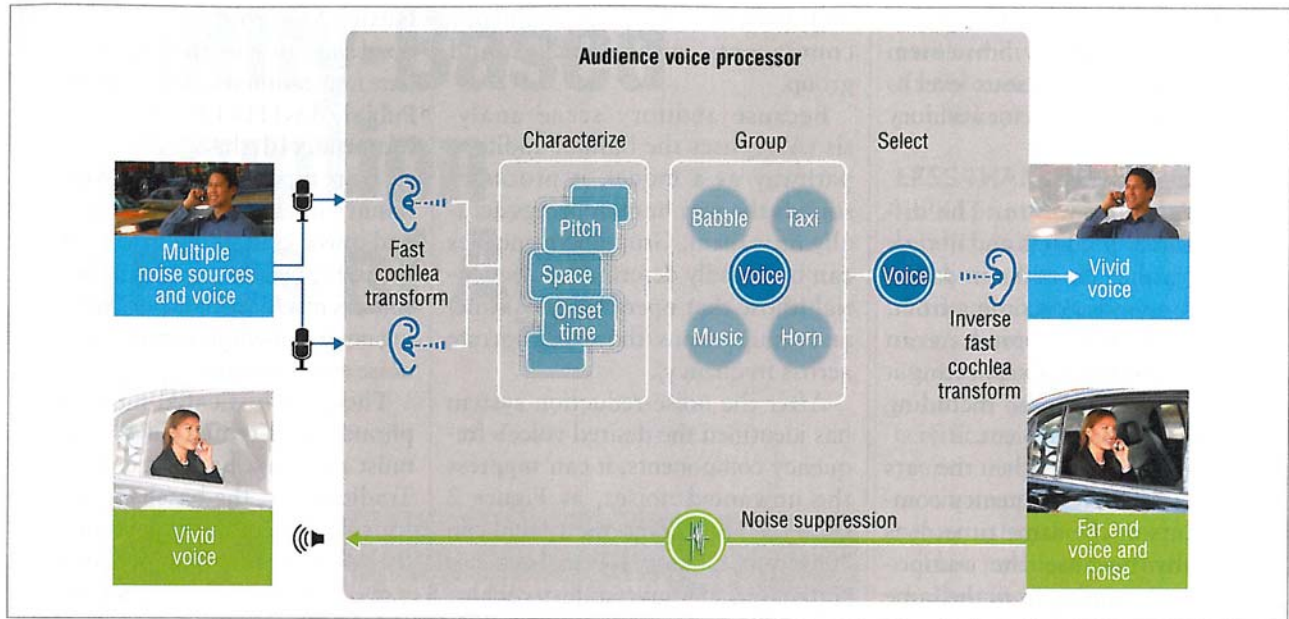 Audience voice processor
Characterize
Group
Select
Multiple
noise sources
and voice
Fast
cochlea
transform
Pitch
Space
Onset
time
Babble
Taxi
Voice
Music
Horn
Voice
Inverse
fast
cochlea
transform
Vivid
voice
Vivid
voice
Noise suppression
Far end
voice and
noise